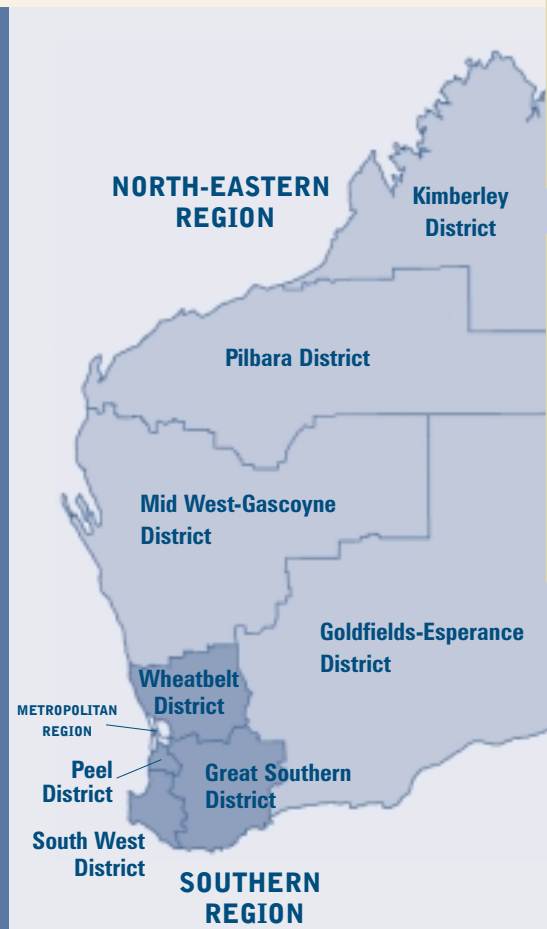 NORTH-EASTERN
REGION
Kimberley
District
Pilbara District
Mid West-Gascoyne
District
Goldfields-Esperance
District
Wheatbelt
District
METROPOLITAN
REGION
Peel
District
Great Southern
District
South West
District
SOUTHERN
REGION